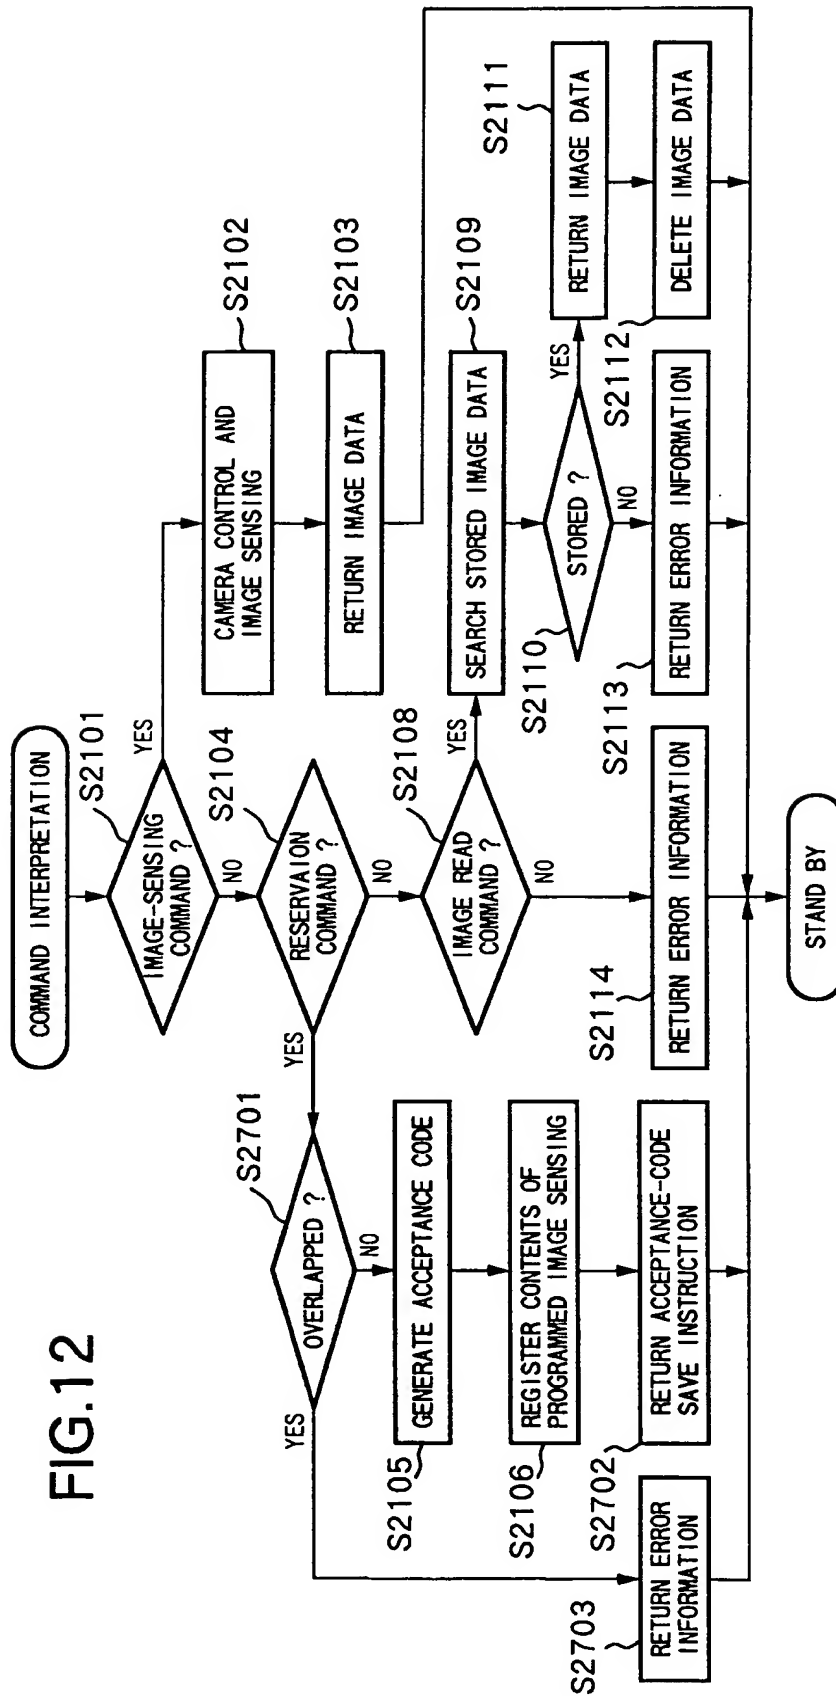 FIG.12
COMMAND INTERPRETATION
S2101
IMAGE-SENSING
COMMAND ?
YES
NO
S2102
CAMERA CONTROL AND
IMAGE SENSING
S2103
RETURN IMAGE DATA
S2104
RESERVAION
COMMAND ?
YES
NO
S2701
OVERLAPPED ?
YES
NO
S2105
GENERATE ACCEPTANCE CODE
S2106
REGISTER CONTENTS OF
PROGRAMMED IMAGE SENSING
S2702
RETURN ACCEPTANCE-CODE
SAVE INSTRUCTION
S2703
RETURN ERROR
INFORMATION
S2108
IMAGE READ
COMMAND ?
YES
NO
S2109
SEARCH STORED IMAGE DATA
S2110
STORED ?
YES
NO
S2111
RETURN IMAGE DATA
S2112
DELETE IMAGE DATA
S2113
RETURN ERROR INFORMATION
S2114
RETURN ERROR INFORMATION
STAND BY